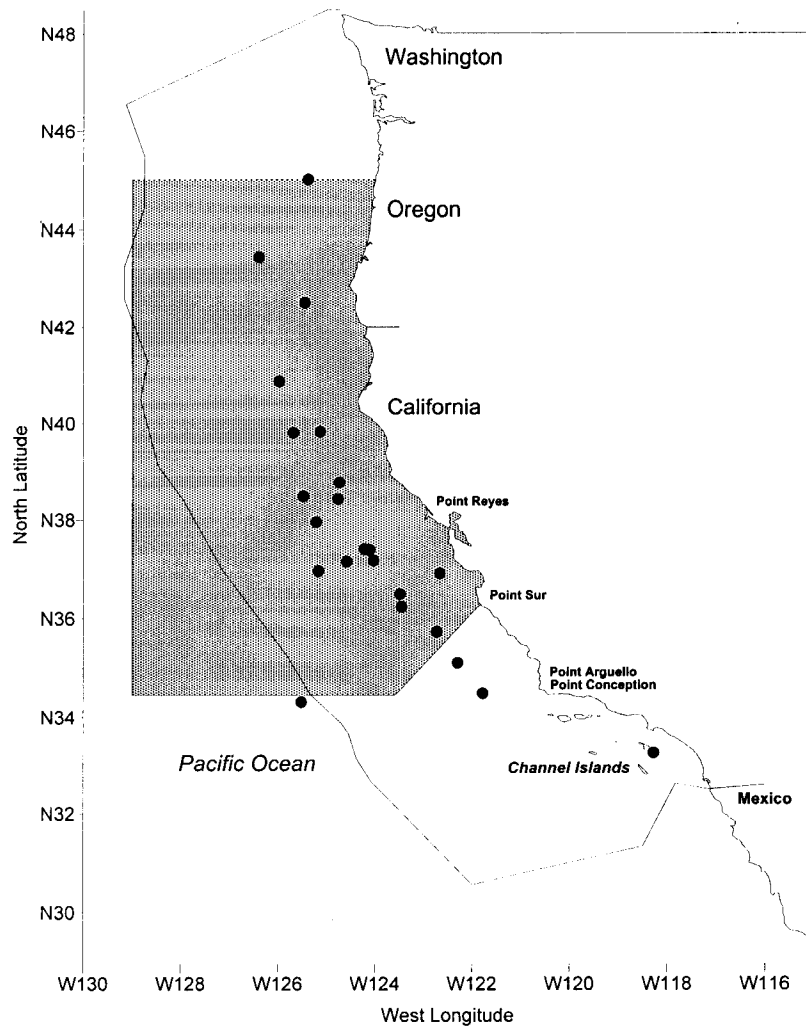 N48
Washington
N46
Oregon
N44
N42
California
N40
North Latitude
Point Reyes
N38
Point Sur
N36
Point Arguello
Point Conception
N34
Pacific Ocean
Channel Islands
Mexico
N32
N30
W130 W128 W126 W124 W122 W120 W118 W116
West Longitude